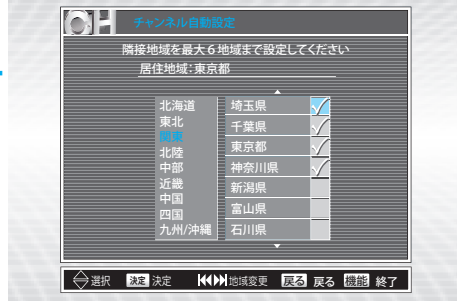 CH チャンネル自動設定
隣接地域を最大6地域まで設定してください
居住地域:東京都
北海道
東北
関東
北陸
中部
近畿
中国
四国
九州/沖縄
埼玉県
千葉県
東京都
神奈川県
新潟県
富山県
石川県
選択 決定 決定 地域変更 戻る 戻る 機能 終了